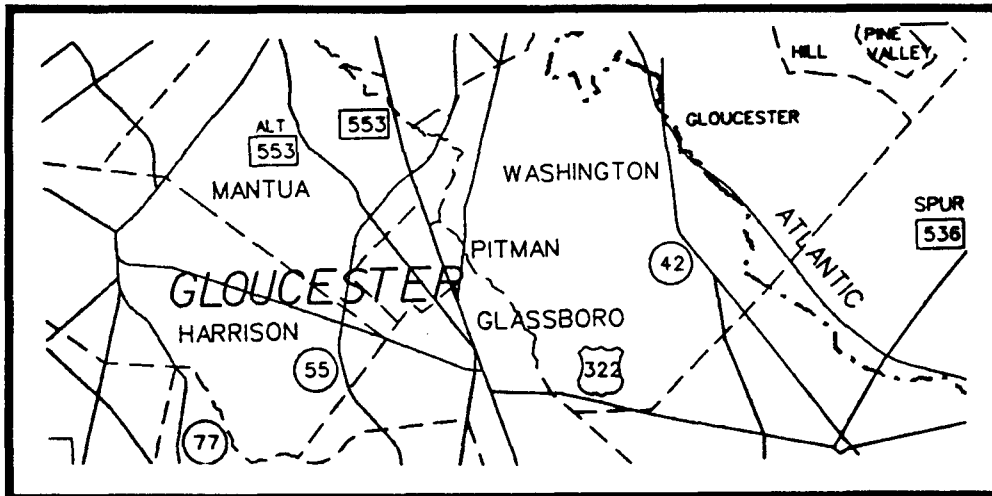 PINE
VALLEY
HILL
ALT
553
553
GLOUCESTER
MANTUA
WASHINGTON
SPUR
536
ATLANTIC
PITMAN
42
GLOUCESTER
HARRISON
GLASSBORO
55
322
77